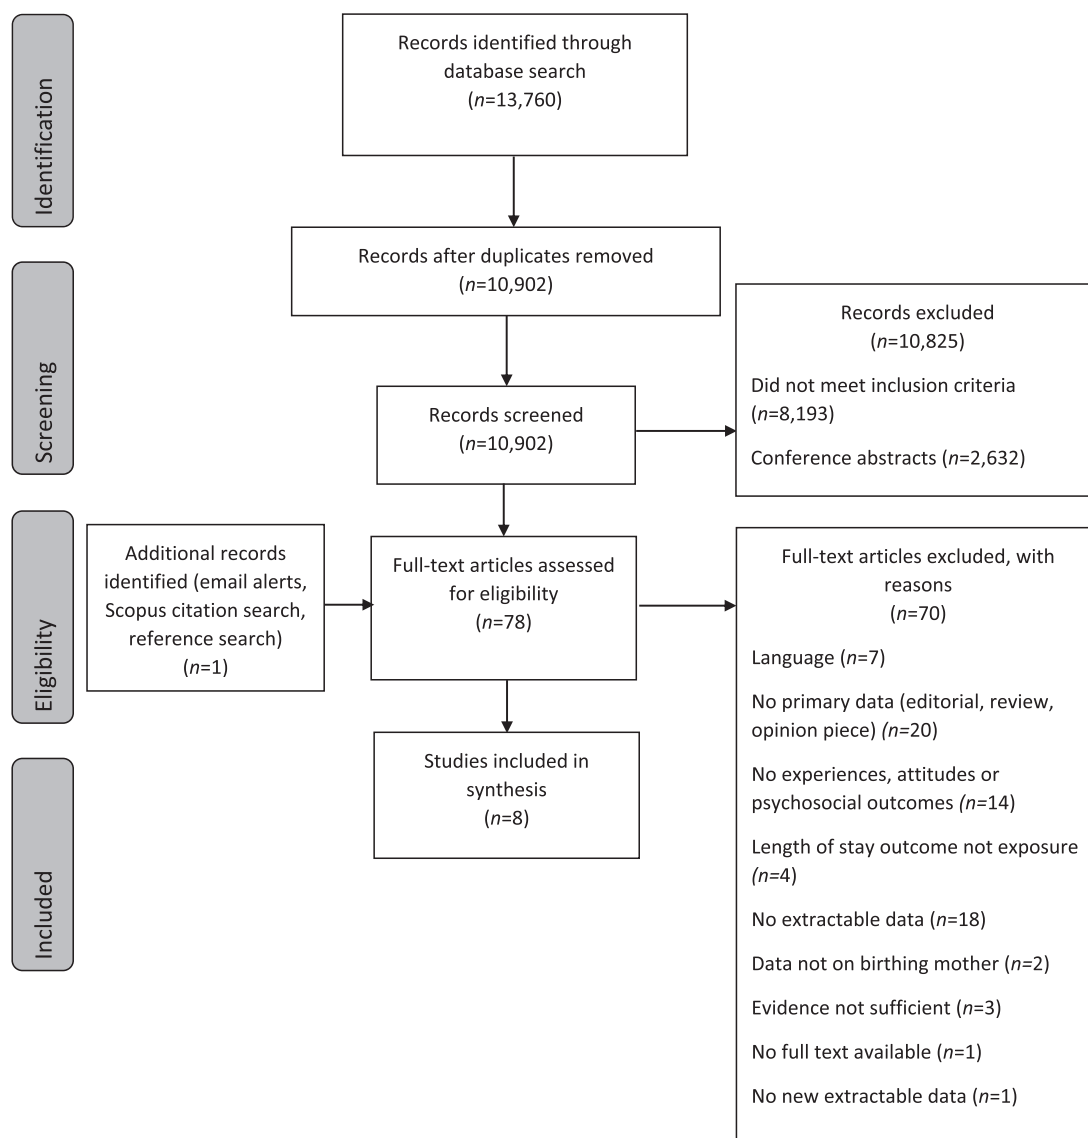 Identification
Records identified through
database search
(n=13,760)
Records after duplicates removed
(n=10,902)
Screening
Records screened
(n=10,902)
Records excluded
(n=10,825)
Did not meet inclusion criteria
(n=8,193)
Conference abstracts (n=2,632)
Eligibility
Additional records
identified (email alerts,
Scopus citation search,
reference search)
(n=1)
Full-text articles assessed
for eligibility
(n=78)
Full-text articles excluded, with
reasons
(n=70)
Language (n=7)
No primary data (editorial, review,
opinion piece) (n=20)
No experiences, attitudes or
psychosocial outcomes (n=14)
Length of stay outcome not exposure
(n=4)
No extractable data (n=18)
Data not on birthing mother (n=2)
Evidence not sufficient (n=3)
No full text available (n=1)
No new extractable data (n=1)
Included
Studies included in
synthesis
(n=8)